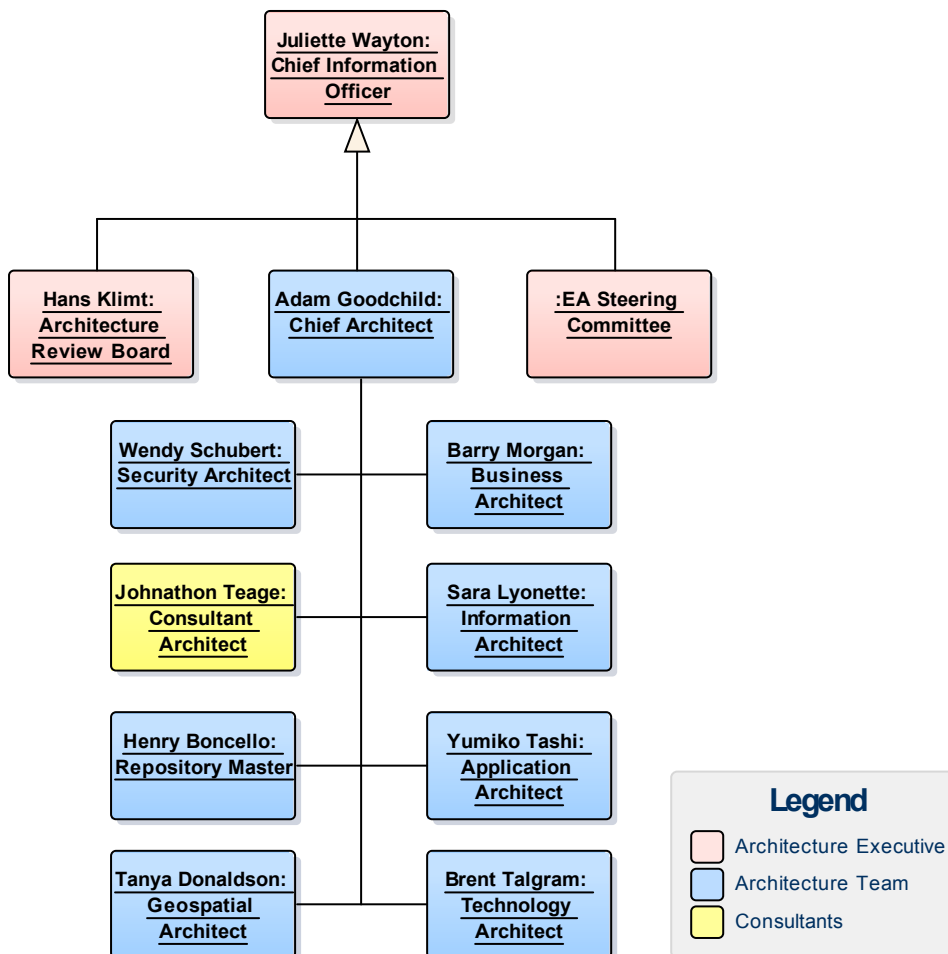 Juliette Wayton:
Chief Information
Officer
Hans Klimt:
Architecture
Review Board
Adam Goodchild:
Chief Architect
:EA Steering
Committee
Wendy Schubert:
Security Architect
Barry Morgan:
Business
Architect
Johnathon Teage:
Consultant
Architect
Sara Lyonette:
Information
Architect
Henry Boncello:
Repository Master
Yumiko Tashi:
Application
Architect
Tanya Donaldson:
Geospatial
Architect
Brent Talgram:
Technology
Architect
Legend
Architecture Executive
Architecture Team
Consultants